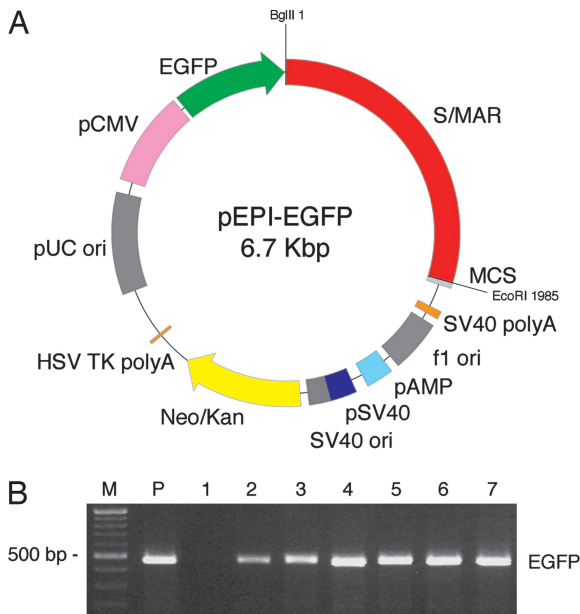 A
BglII 1
EGFP
S/MAR
pCMV
pEPI-EGFP
6.7 Kbp
pUC ori
MCS
EcoRI 1985
SV40 polyA
HSV TK polyA
f1 ori
pAMP
Neo/Kan
pSV40
SV40 ori
B
M P 1 2 3 4 5 6 7
500 bp -
EGFP